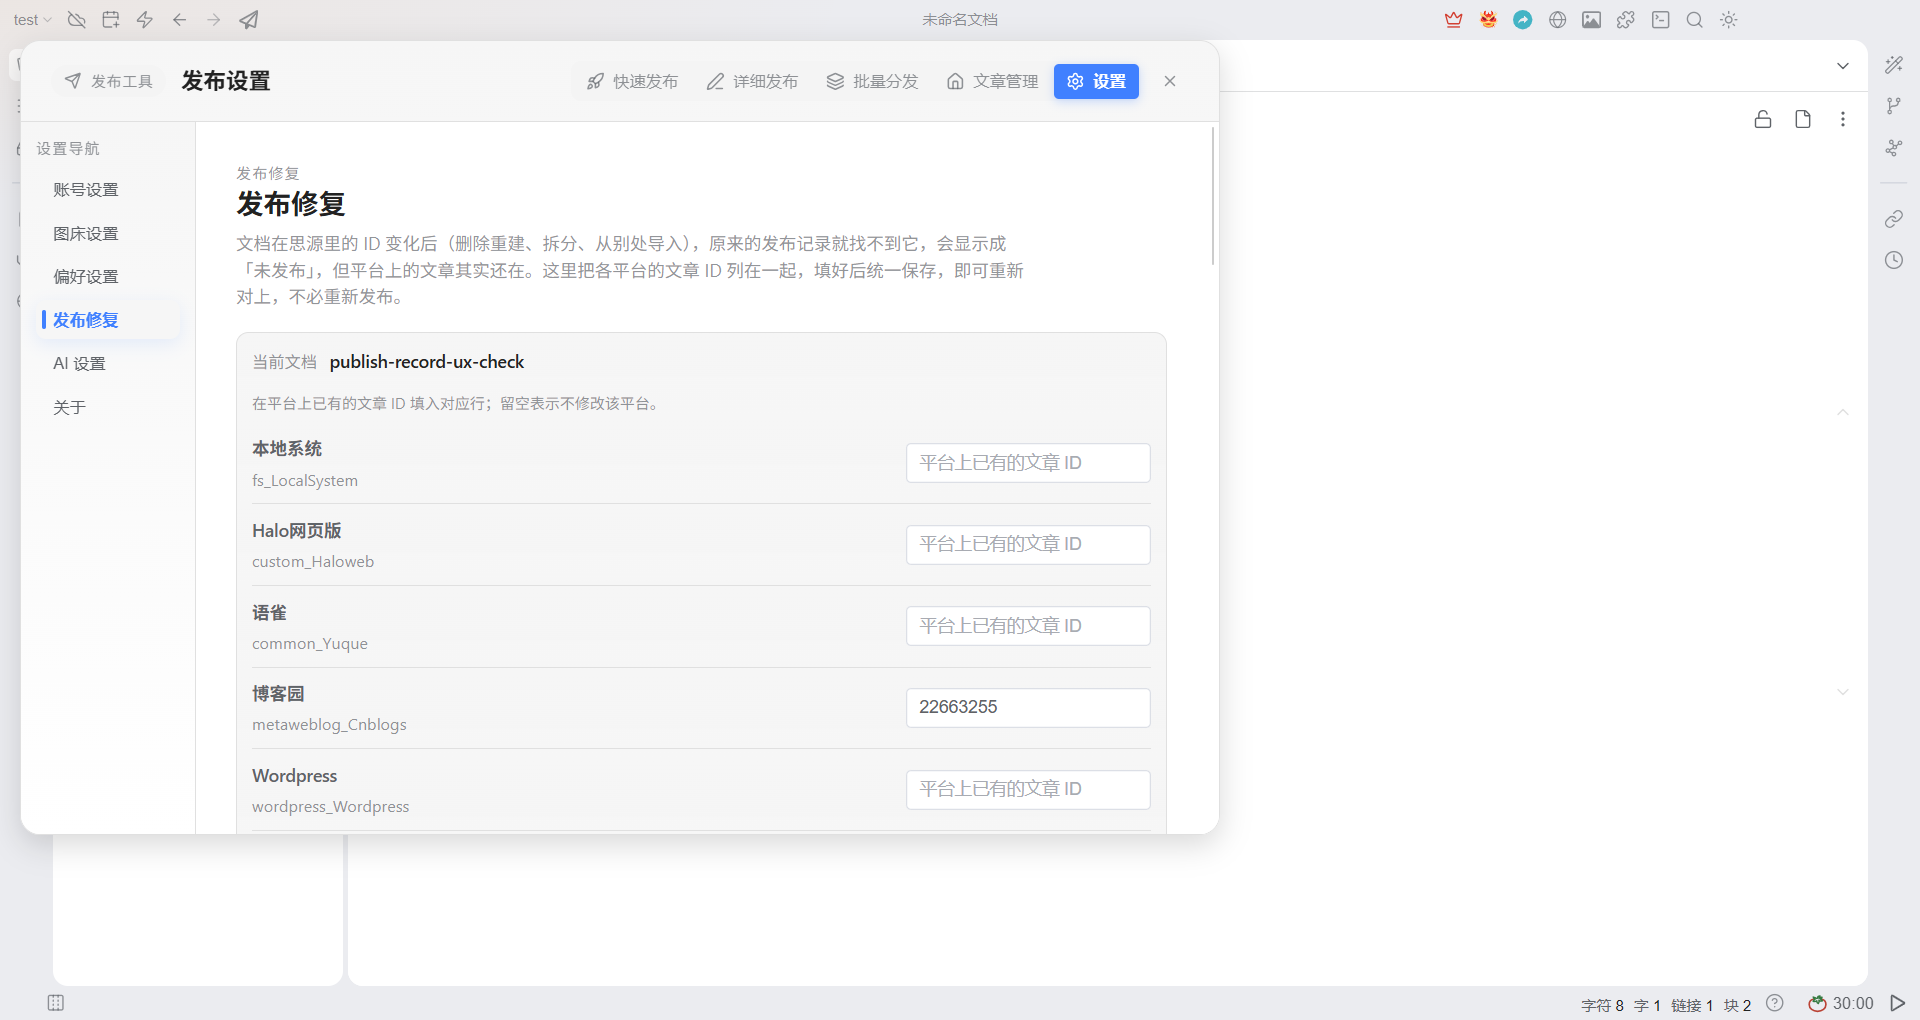 test
未命名文档
发布工具
发布设置
快速发布
详细发布
批量分发
文章管理
设置
设置导航
账号设置
图床设置
偏好设置
发布修复
AI 设置
关于
发布修复
发布修复
文档在思源里的 ID 变化后（删除重建、拆分、从别处导入），原来的发布记录就找不到它，会显示成
「未发布」，但平台上的文章其实还在。这里把各平台的文章 ID 列在一起，填好后统一保存，即可重新
对上，不必重新发布。
当前文档 publish-record-ux-check
在平台上已有的文章 ID 填入对应行；留空表示不修改该平台。
本地系统
fs_LocalSystem
平台上已有的文章 ID
Halo网页版
custom_Haloweb
平台上已有的文章 ID
语雀
common_Yuque
平台上已有的文章 ID
博客园
metaweblog_Cnblogs
22663255
Wordpress
wordpress_Wordpress
平台上已有的文章 ID
字符 8 字 1 链接 1 块 2
30:00